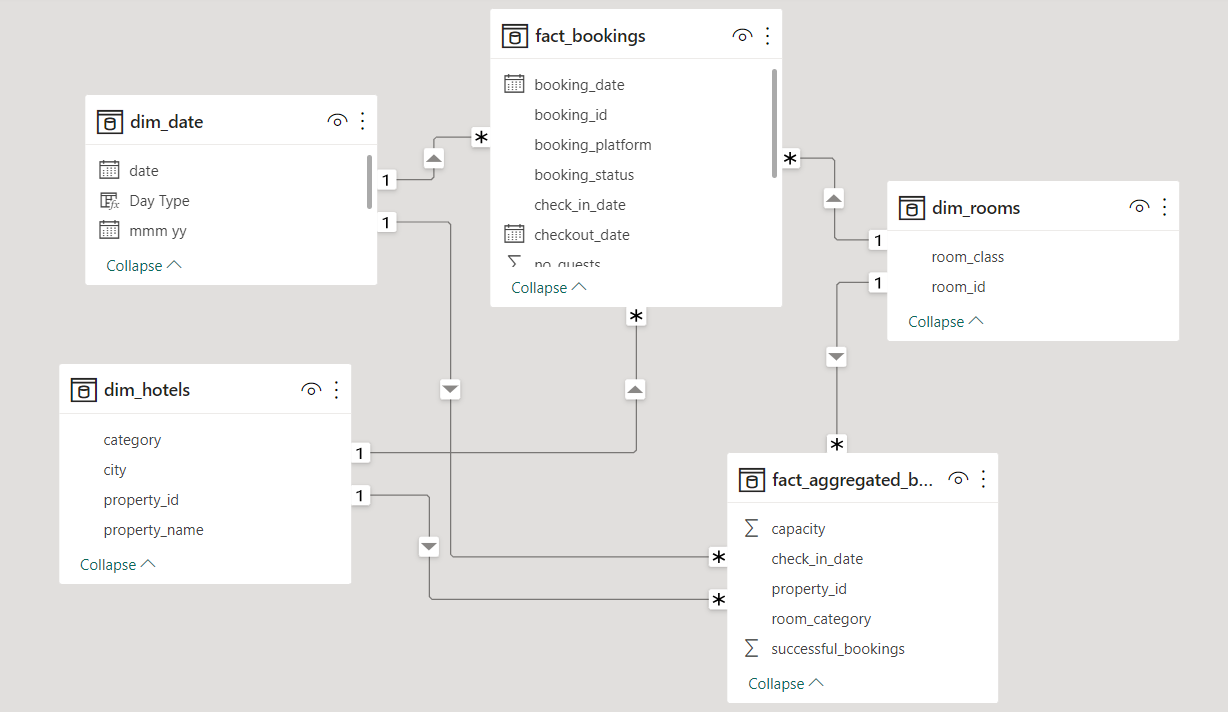 fact_bookings
booking_date
booking_id
booking_platform
booking_status
check_in_date
checkout_date
no_guests
Collapse
dim_date
date
Day Type
mmm yy
Collapse
1
1
*
*
*
dim_rooms
room_class
room_id
Collapse
1
1
dim_hotels
category
city
property_id
property_name
Collapse
1
1
*
*
*
fact_aggregated_b...
Σ capacity
check_in_date
property_id
room_category
Σ successful_bookings
Collapse